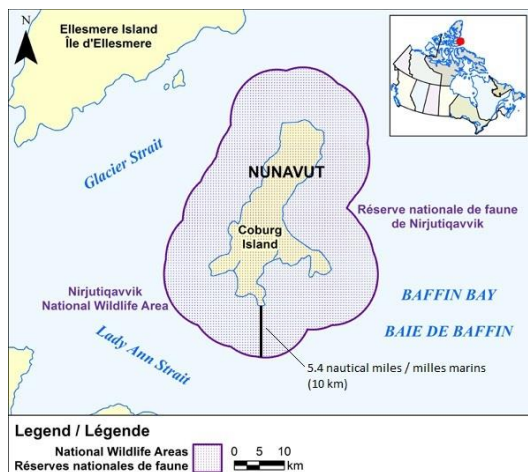 Ellesmere Island
Île d'Ellesmere
N
Glacier Strait
NUNAVUT
Coburg
Island
Réserve nationale de faune
de Nirjutiqavvik
Nirjutiqavvik
National Wildlife Area
BAFFIN BAY
BAIE DE BAFFIN
Lady Ann Strait
5.4 nautical miles / milles marins
(10 km)
Legend / Légende
National Wildlife Areas
Réserves nationales de faune
0 5 10
km